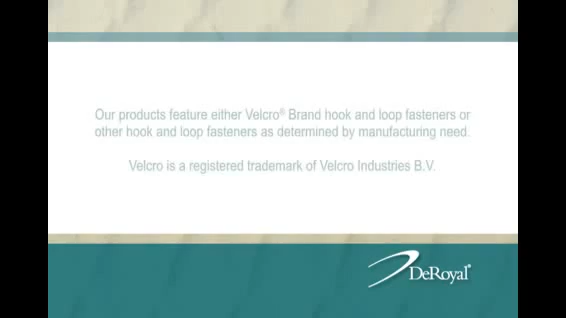 Our products feature either Velcro® Brand hook and loop fasteners or
other hook and loop fasteners as determined by manufacturing need.
Velcro is a registered trademark of Velcro Industries B.V.
DeRoyal®